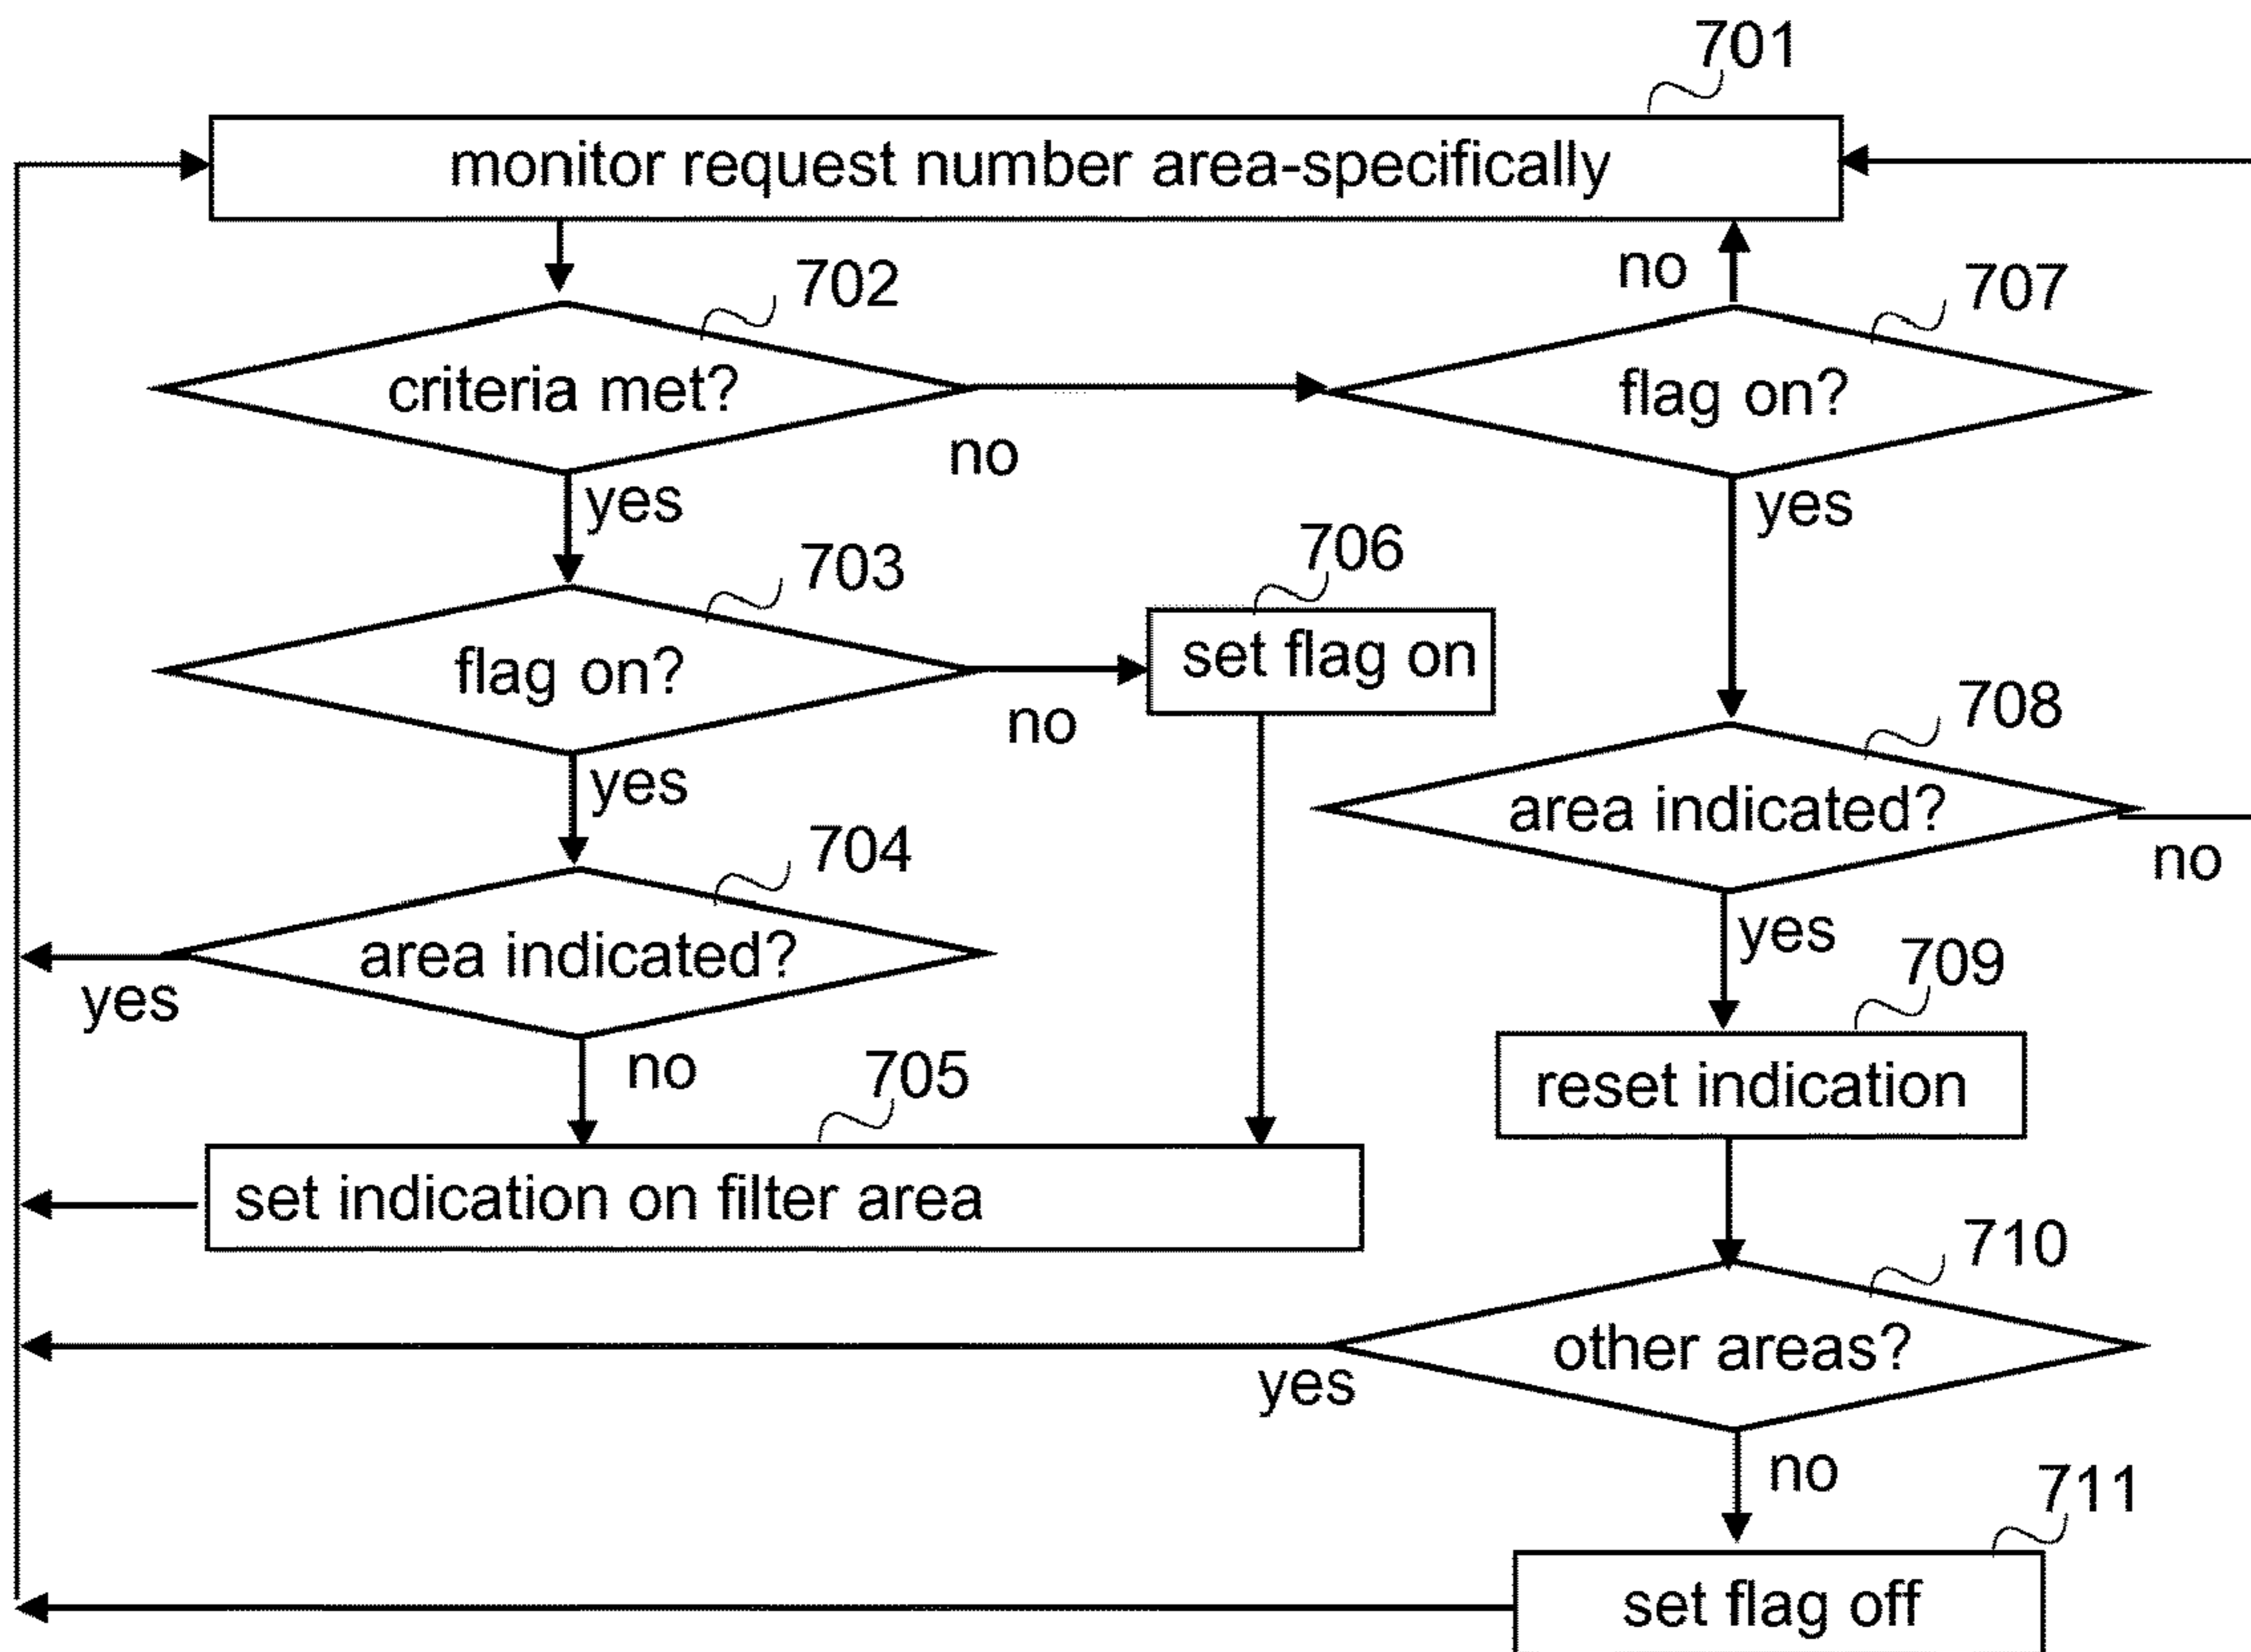 701
monitor request number area-specifically
702
no
707
criteria met?
flag on?
no
yes
yes
703
706
flag on?
set flag on
no
708
yes
704
area indicated?
no
area indicated?
yes
yes
709
no
705
reset indication
set indication on filter area
710
other areas?
yes
no
711
set flag off